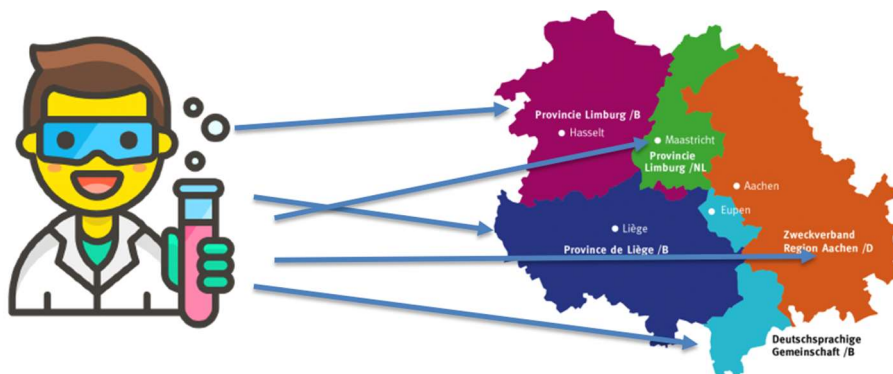 Provincie Limburg /B
Hasselt
Maastricht
Provincie
Limburg /NL
Aachen
Eupen
Liège
Province de Liège /B
Zweckverband
Region Aachen /D
Deutschsprachige
Gemeinschaft /B